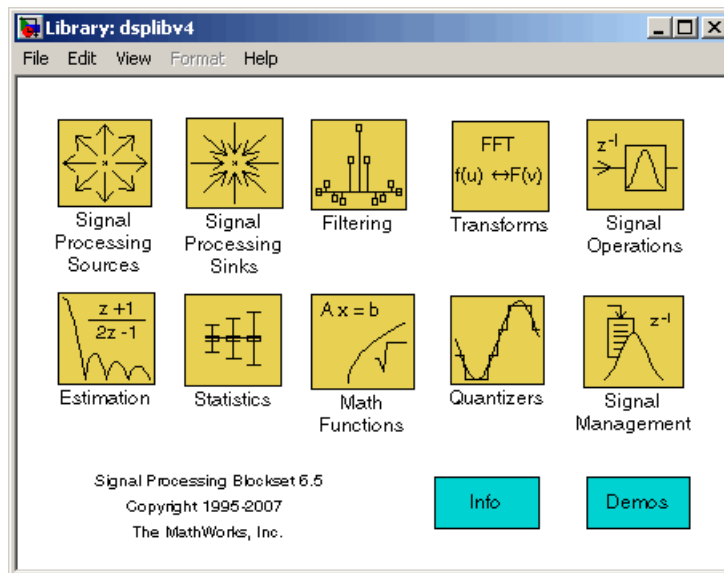 Library: dsplibv4
File Edit View Format Help
FFT
f(u) ↔F(v)
z-1
Signal Processing Sources
Signal Processing Sinks
Filtering
Transforms
Signal Operations
z +1
2z -1
A x = b
z-1
Estimation
Statistics
Math Functions
Quantizers
Signal Management
Signal Processing Blockset 6.5
Copyright 1995-2007
The MathWorks, Inc.
Info
Demos